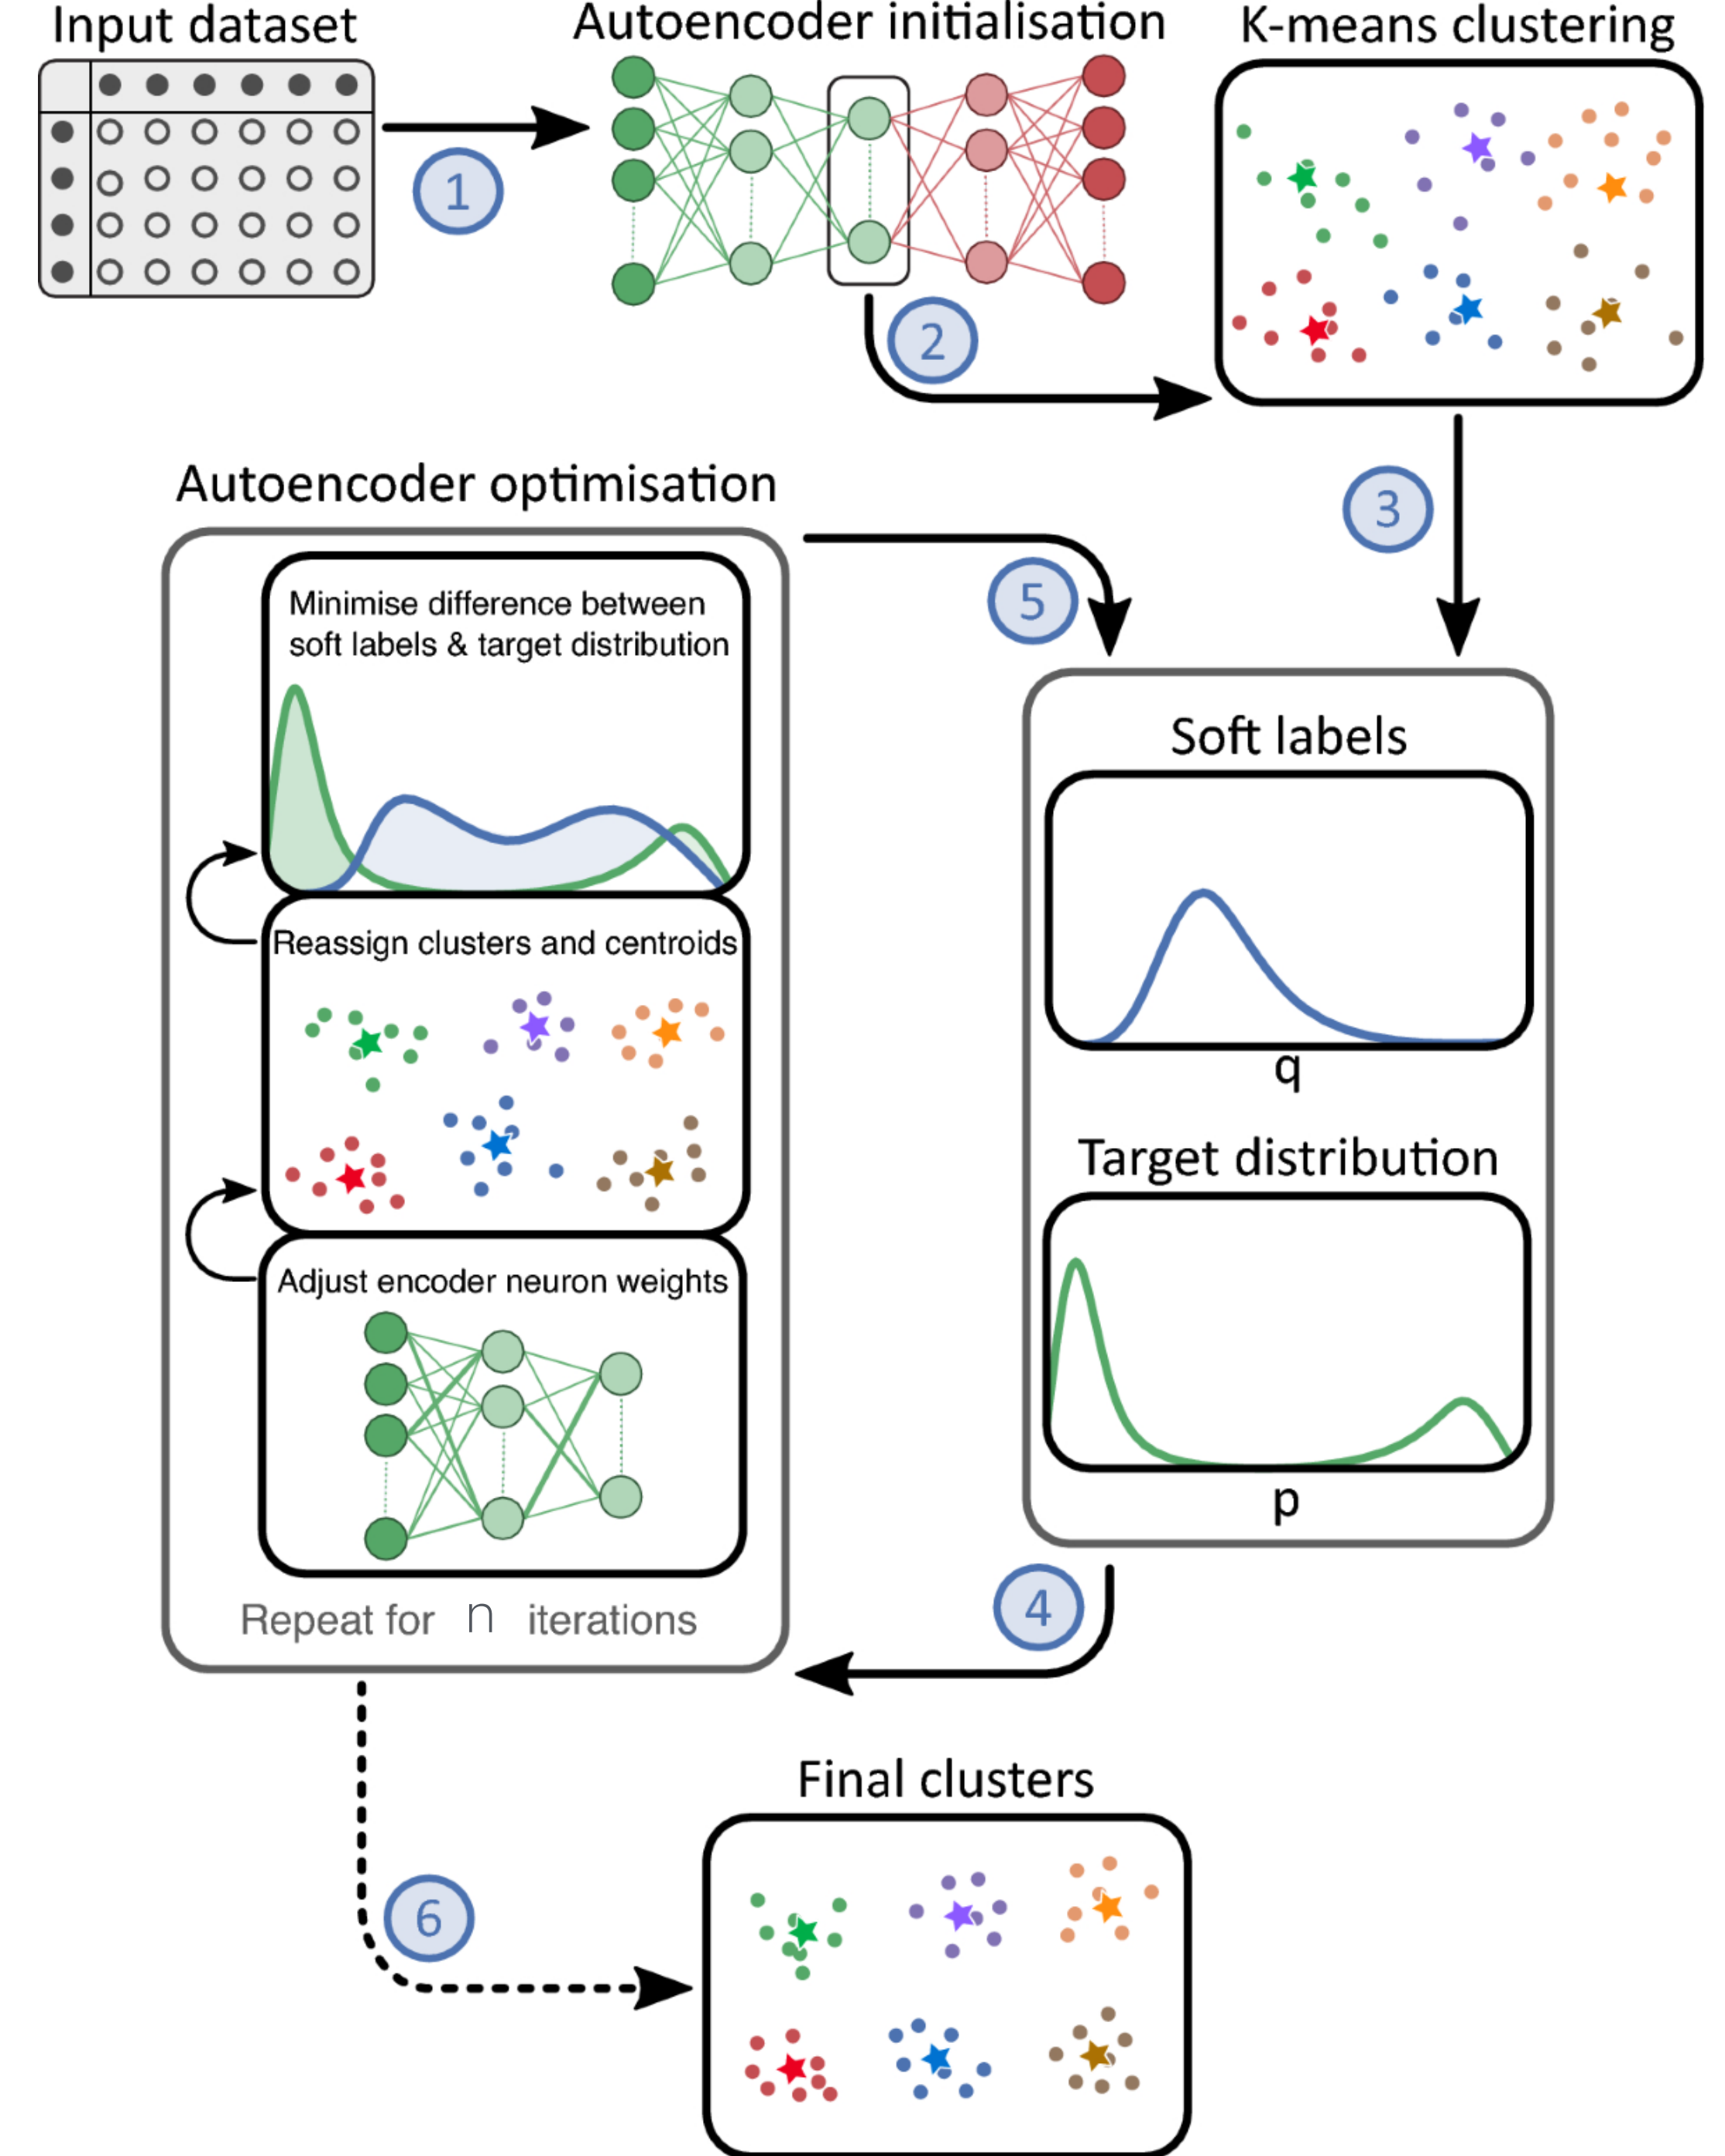 Input dataset
Autoencoder initialisation
K-means clustering
1
2
3
Autoencoder optimisation
Minimise difference between
soft labels & target distribution
Reassign clusters and centroids
Adjust encoder neuron weights
Repeat for n iterations
5
Soft labels
q
Target distribution
p
4
6
Final clusters